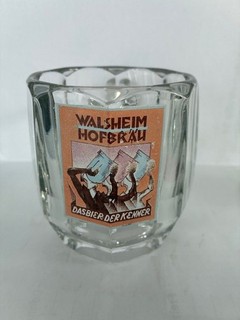 WALSHEIM
HOFBRÄU
DAS BIER DER KENNER